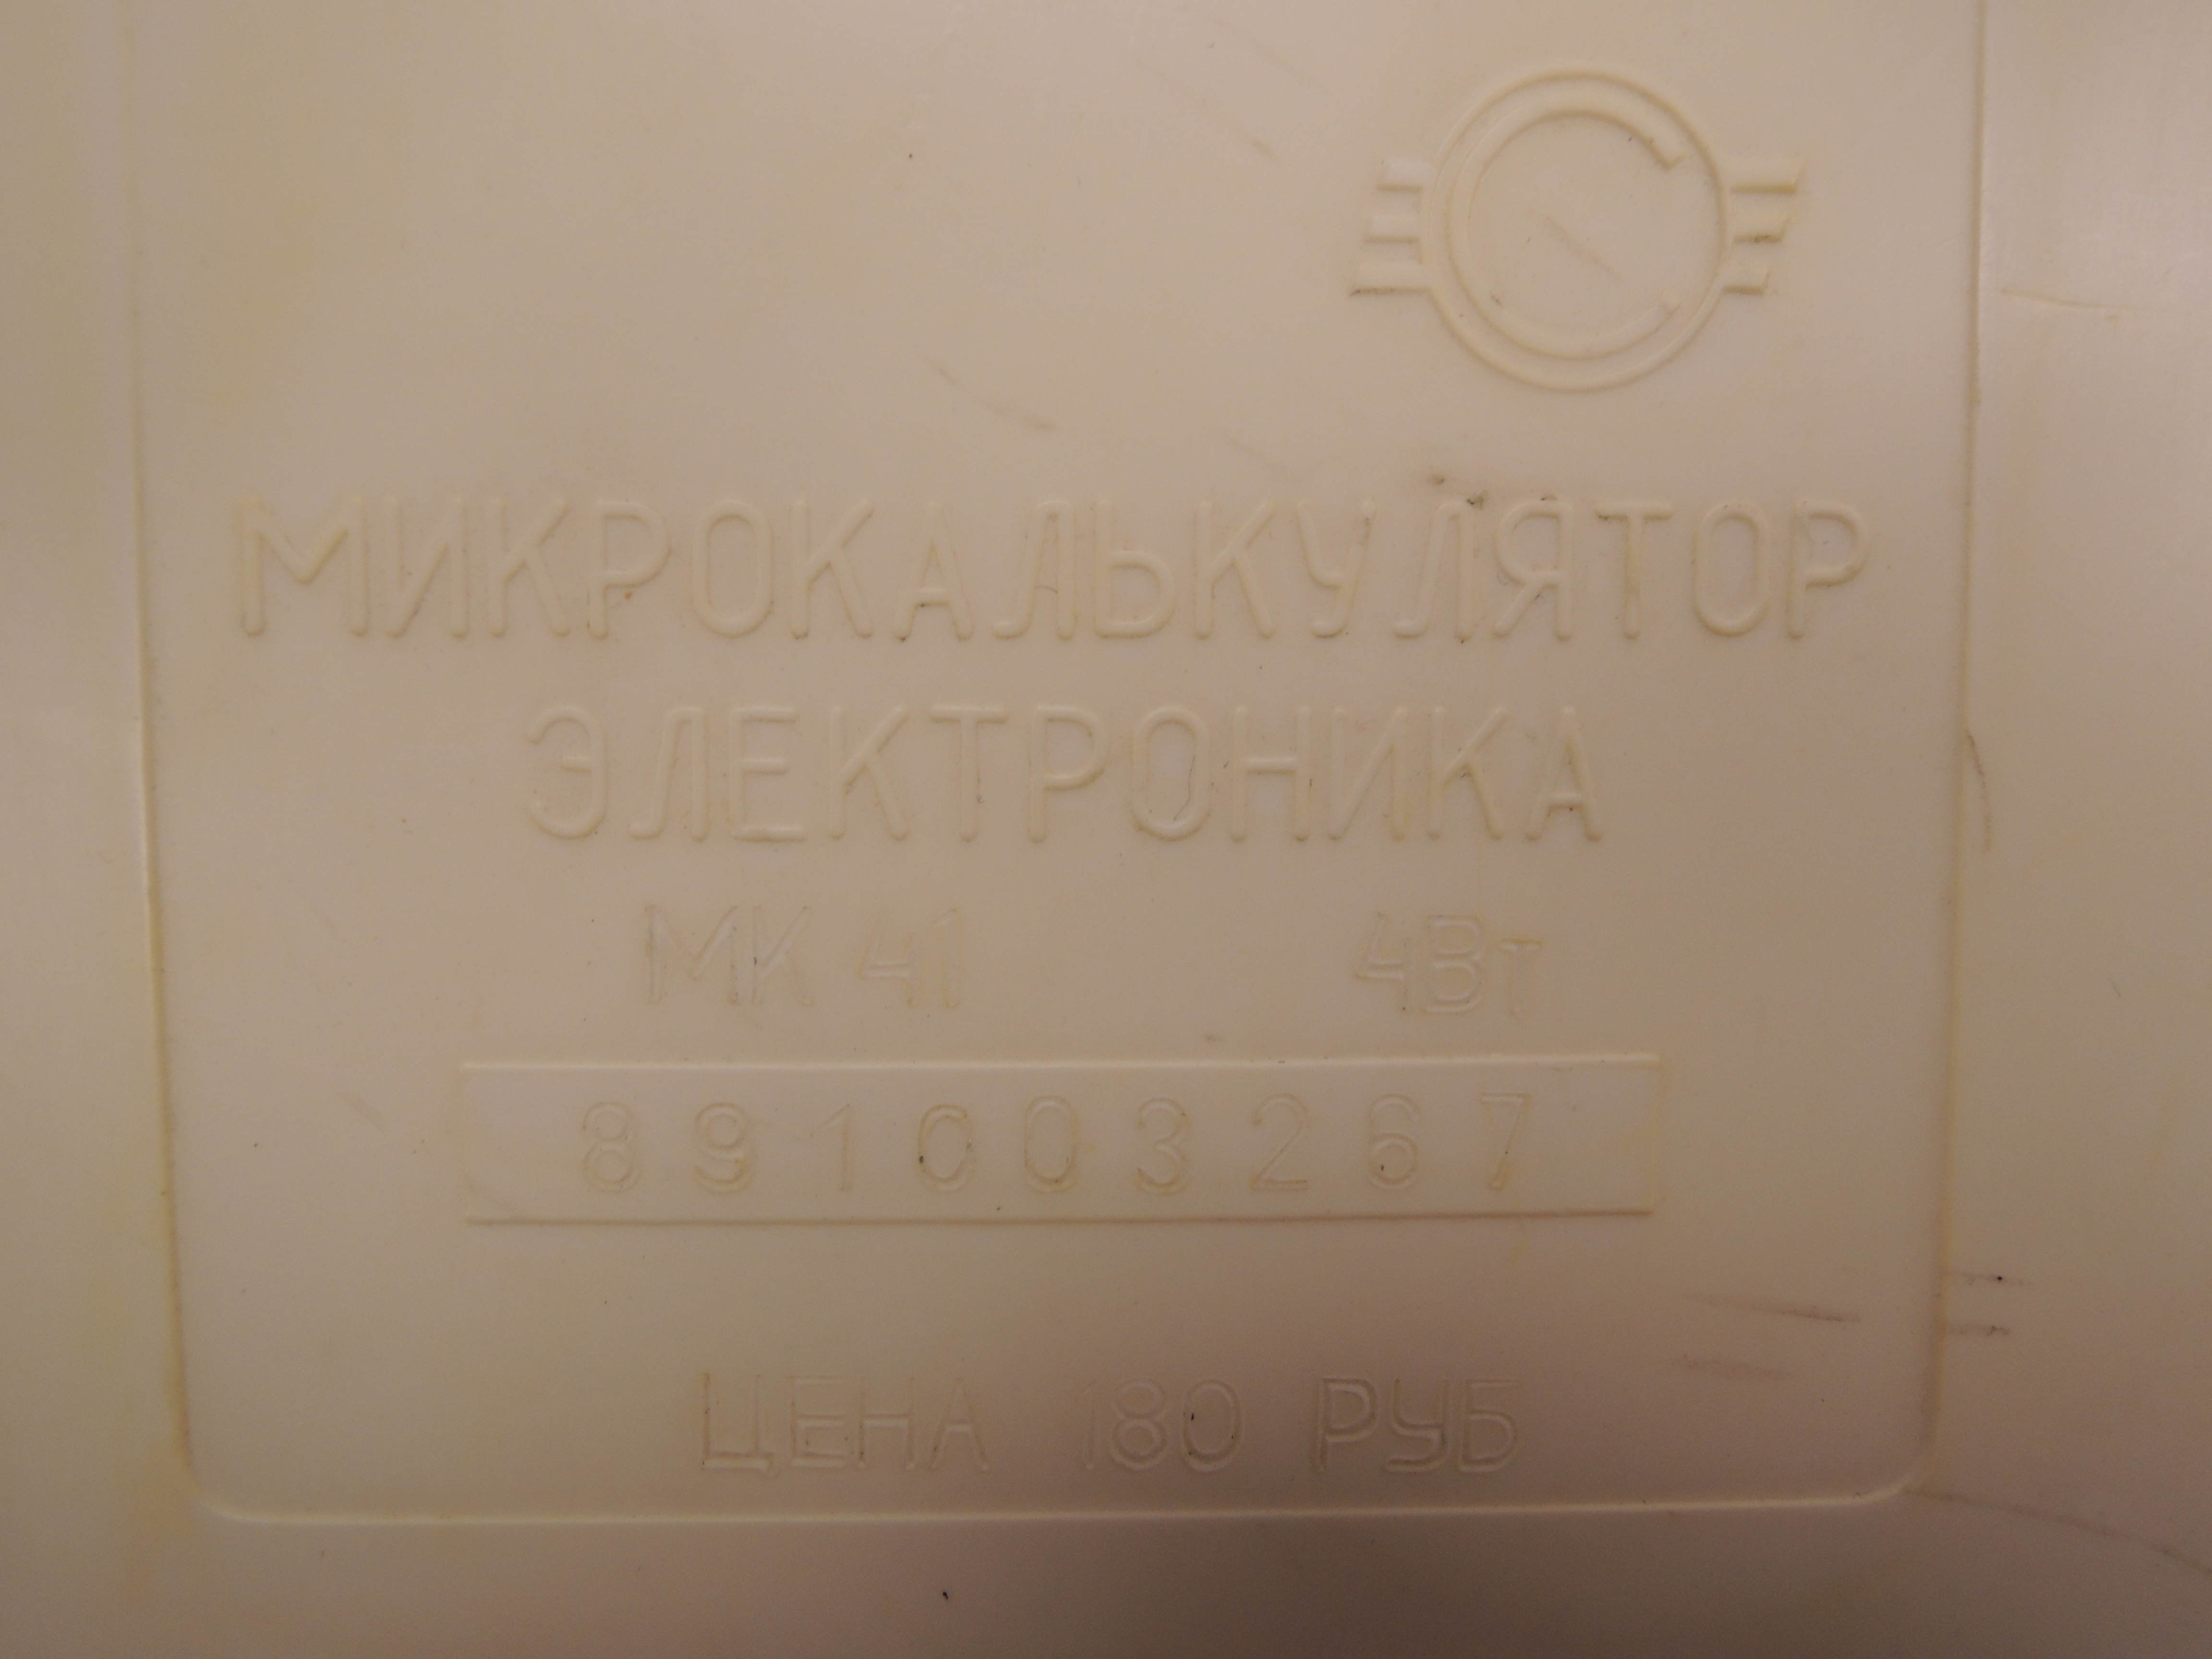 МИКРОКАЛЬКУЛЯТОР
ЭЛЕКТРОНИКА
МК 41 4Вт
891003267
ЦЕНА 180 РУБ